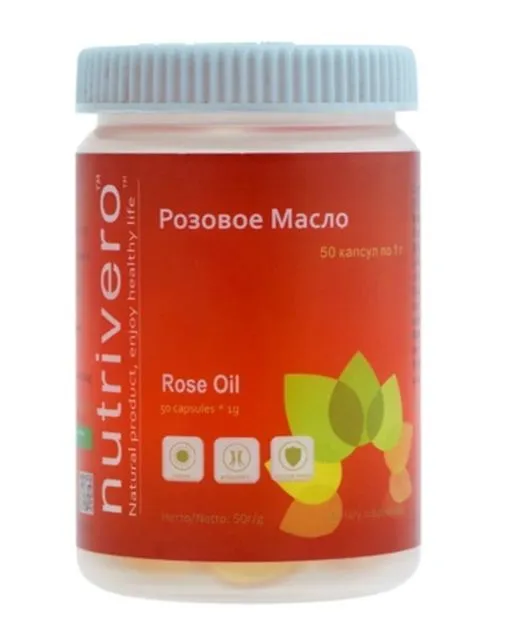 nutrivero™
Natural product, enjoy healthy life™
Розовое Масло
50 капсул по 1 г
Rose Oil
50 capsules * 1g
Нетто/Netto: 50г/g